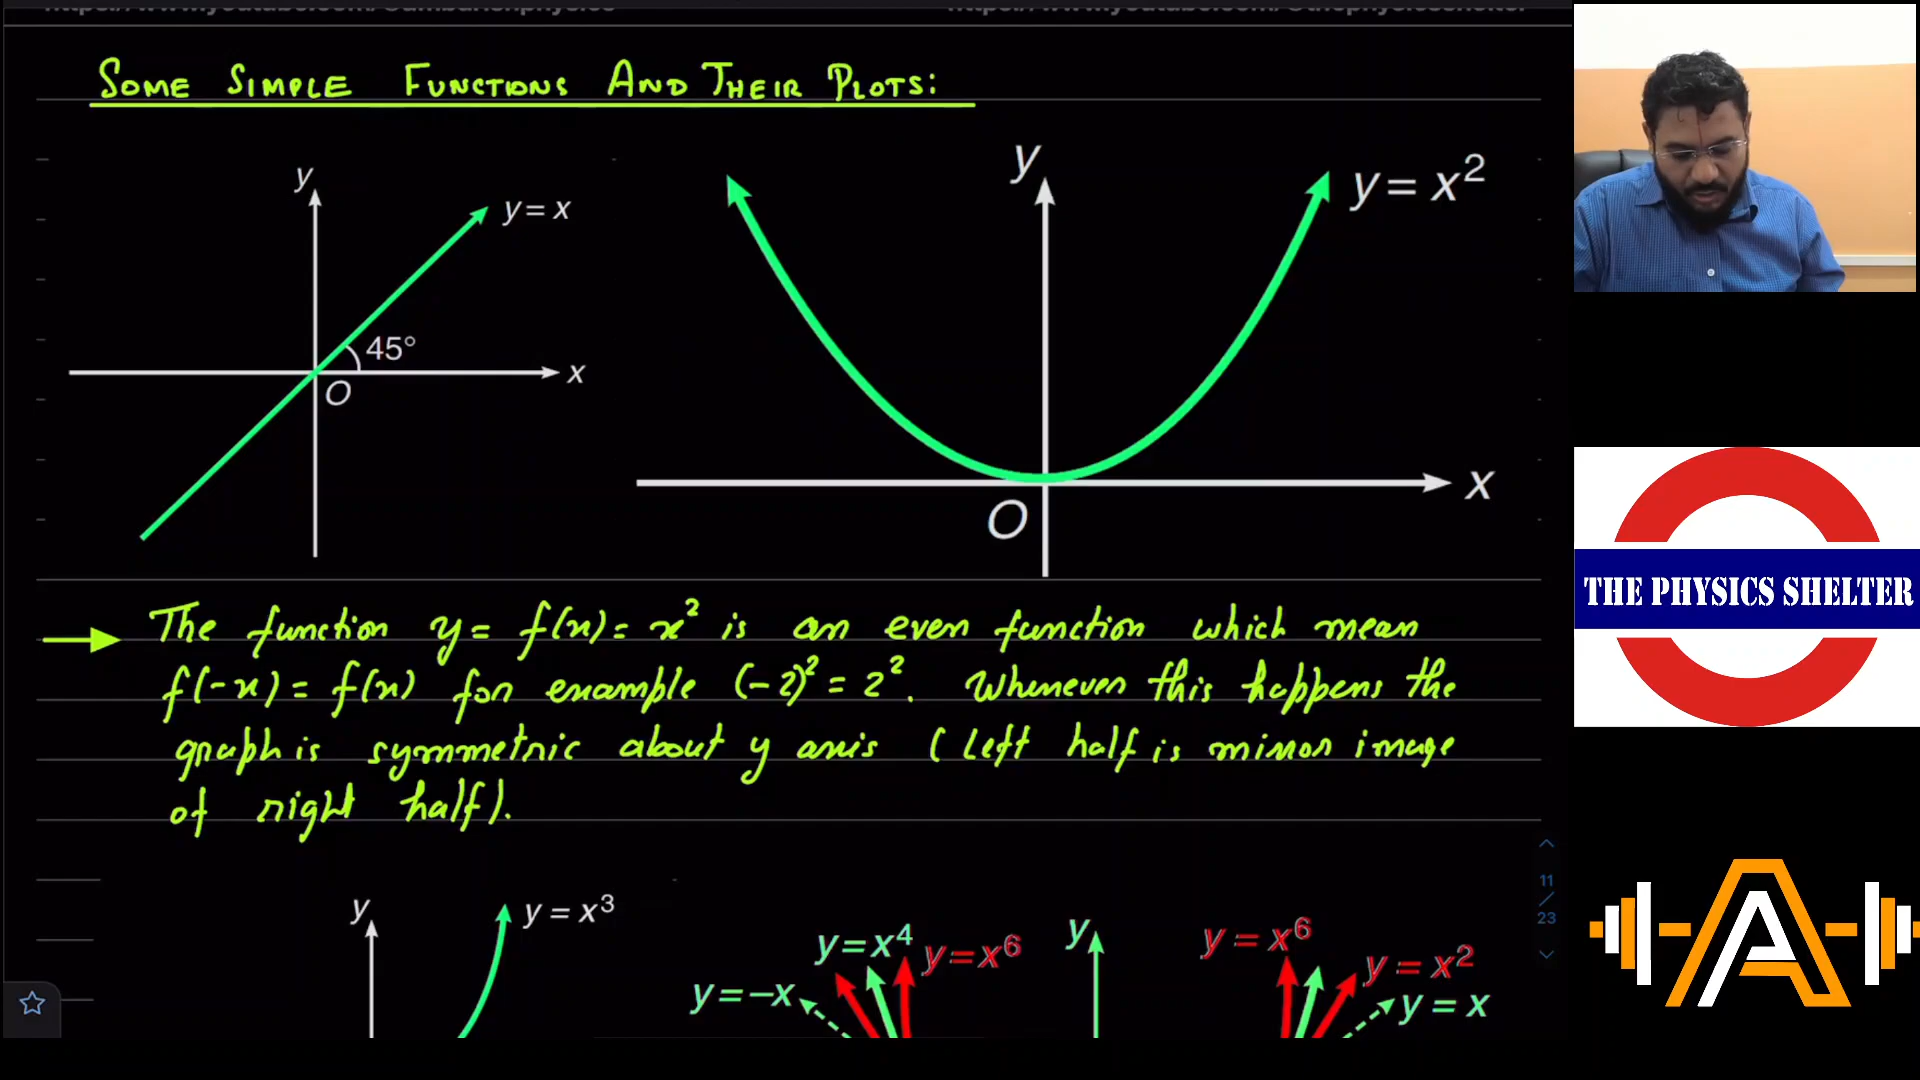 SOME SIMPLE FUNCTIONS AND THEIR PLOTS:
y
y = x
45°
x
O
y
y = x²
x
O
The function y = f(x) = x² is an even function which mean
f(-x) = f(x) for example (-2)² = 2². Whenever this happens the
graph is symmetric about y axis (Left half is mirror image
of right half).
y
y = x³
y = x⁴
y = x⁶
y = -x
y
y = x⁶
y = x²
y = x
11
23
THE PHYSICS SHELTER
A